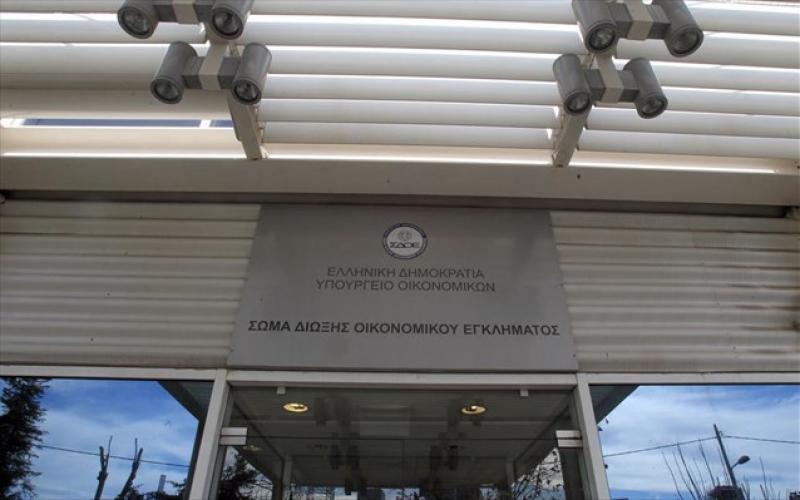 ΣΔΟΕ
ΕΛΛΗΝΙΚΗ ΔΗΜΟΚΡΑΤΙΑ
ΥΠΟΥΡΓΕΙΟ ΟΙΚΟΝΟΜΙΚΩΝ
ΣΩΜΑ ΔΙΩΞΗΣ ΟΙΚΟΝΟΜΙΚΟΥ ΕΓΚΛΗΜΑΤΟΣ